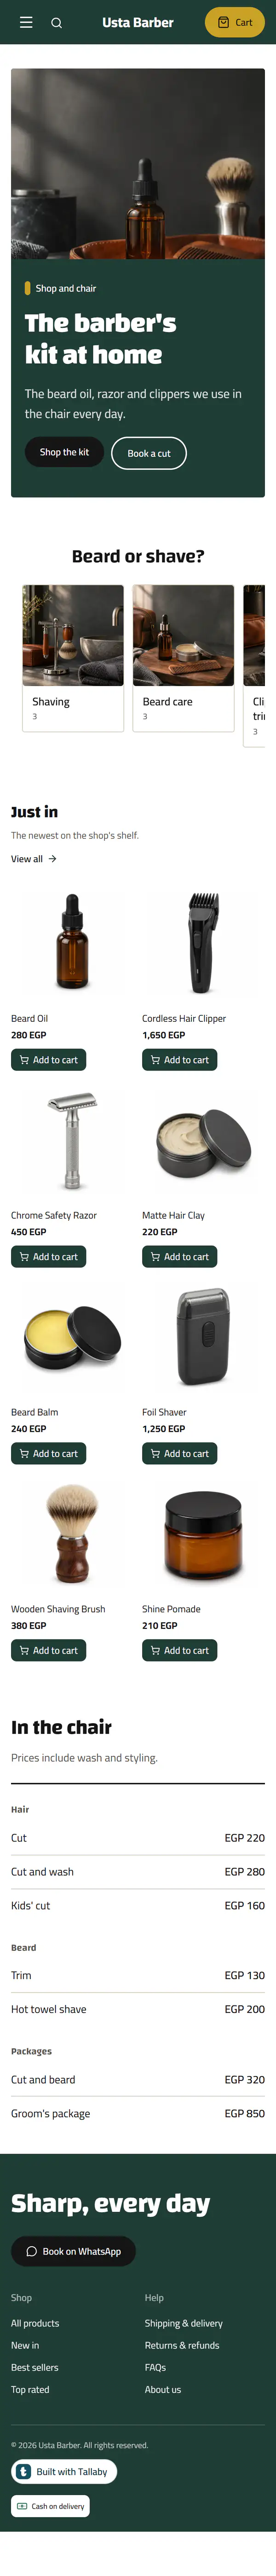 Usta Barber
Cart
Shop and chair
The barber's
kit at home
The beard oil, razor and clippers we use in
the chair every day.
Shop the kit
Book a cut
Beard or shave?
Shaving
3
Beard care
3
3
Just in
The newest on the shop's shelf.
View all
Beard Oil
280 EGP
Add to cart
Cordless Hair Clipper
1,650 EGP
Add to cart
Chrome Safety Razor
450 EGP
Add to cart
Matte Hair Clay
220 EGP
Add to cart
Beard Balm
240 EGP
Add to cart
Foil Shaver
1,250 EGP
Add to cart
Wooden Shaving Brush
380 EGP
Add to cart
Shine Pomade
210 EGP
Add to cart
In the chair
Prices include wash and styling.
Hair
Cut EGP 220
Cut and wash EGP 280
Kids' cut EGP 160
Beard
Trim EGP 130
Hot towel shave EGP 200
Packages
Cut and beard EGP 320
Groom's package EGP 850
Sharp, every day
Book on WhatsApp
Shop
All products
New in
Best sellers
Top rated
Help
Shipping & delivery
Returns & refunds
FAQs
About us
© 2026 Usta Barber. All rights reserved.
Built with Tallaby
Cash on delivery